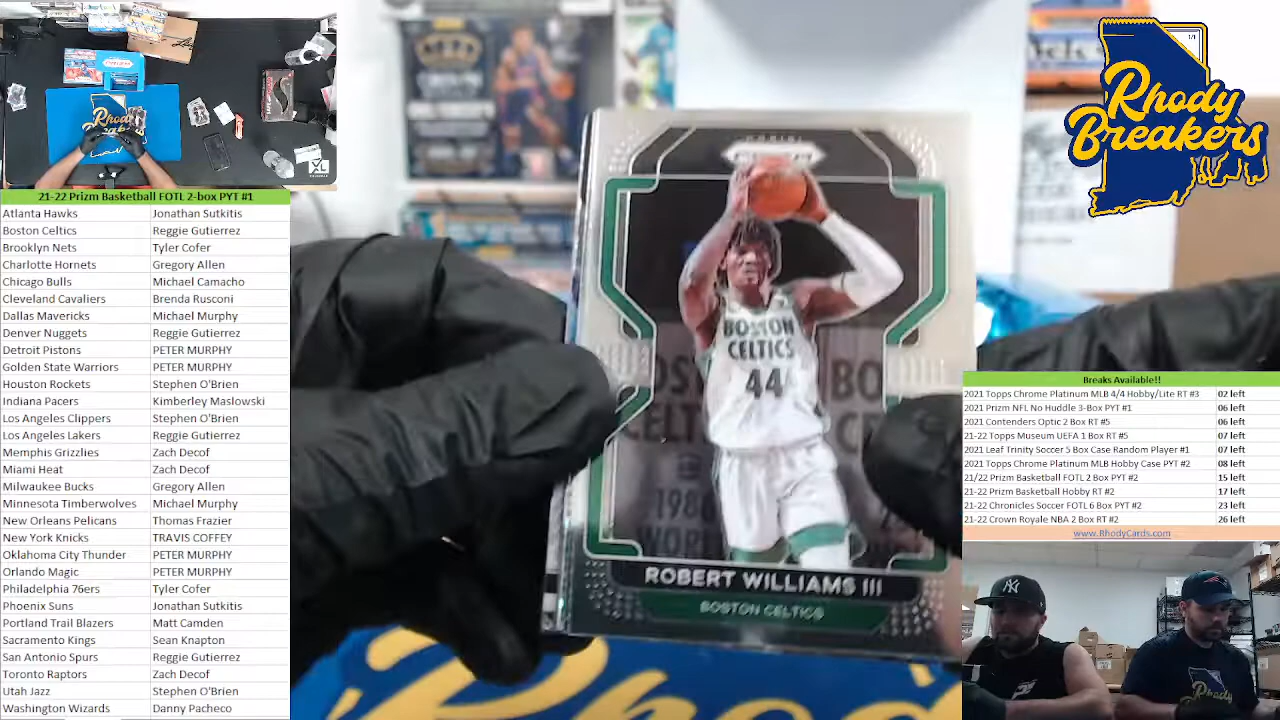 21-22 Prizm Basketball FOTL 2-box PYT #1
Atlanta Hawks Jonathan Sutkitis
Boston Celtics Reggie Gutierrez
Brooklyn Nets Tyler Cofer
Charlotte Hornets Gregory Allen
Chicago Bulls Michael Camacho
Cleveland Cavaliers Brenda Rusconi
Dallas Mavericks Michael Murphy
Denver Nuggets Reggie Gutierrez
Detroit Pistons PETER MURPHY
Golden State Warriors PETER MURPHY
Houston Rockets Stephen O'Brien
Indiana Pacers Kimberley Maslowski
Los Angeles Clippers Stephen O'Brien
Los Angeles Lakers Reggie Gutierrez
Memphis Grizzlies Zach Decof
Miami Heat Zach Decof
Milwaukee Bucks Gregory Allen
Minnesota Timberwolves Michael Murphy
New Orleans Pelicans Thomas Frazier
New York Knicks TRAVIS COFFEY
Oklahoma City Thunder PETER MURPHY
Orlando Magic PETER MURPHY
Philadelphia 76ers Tyler Cofer
Phoenix Suns Jonathan Sutkitis
Portland Trail Blazers Matt Camden
Sacramento Kings Sean Knapton
San Antonio Spurs Reggie Gutierrez
Toronto Raptors Zach Decof
Utah Jazz Stephen O'Brien
Washington Wizards Danny Pacheco
BOSTON
CELTICS
44
ROBERT WILLIAMS III
BOSTON CELTICS
1/1
Rhody
Breakers
Breaks Available!!
2021 Topps Chrome Platinum MLB 4/4 Hobby/Lite RT #3 02 left
2021 Prizm NFL No Huddle 3-Box PYT #1 06 left
2021 Contenders Optic 2 Box RT #5 06 left
21-22 Topps Museum UEFA 1 Box RT #5 07 left
2021 Leaf Trinity Soccer 5 Box Case Random Player #1 07 left
2021 Topps Chrome Platinum MLB Hobby Case PYT #2 08 left
21/22 Prizm Basketball FOTL 2 Box PYT #2 15 left
21-22 Prizm Basketball Hobby RT #2 17 left
21-22 Chronicles Soccer FOTL 6 Box PYT #2 23 left
21-22 Crown Royale NBA 2 Box RT #2 26 left
www.RhodyCards.com
Rhody